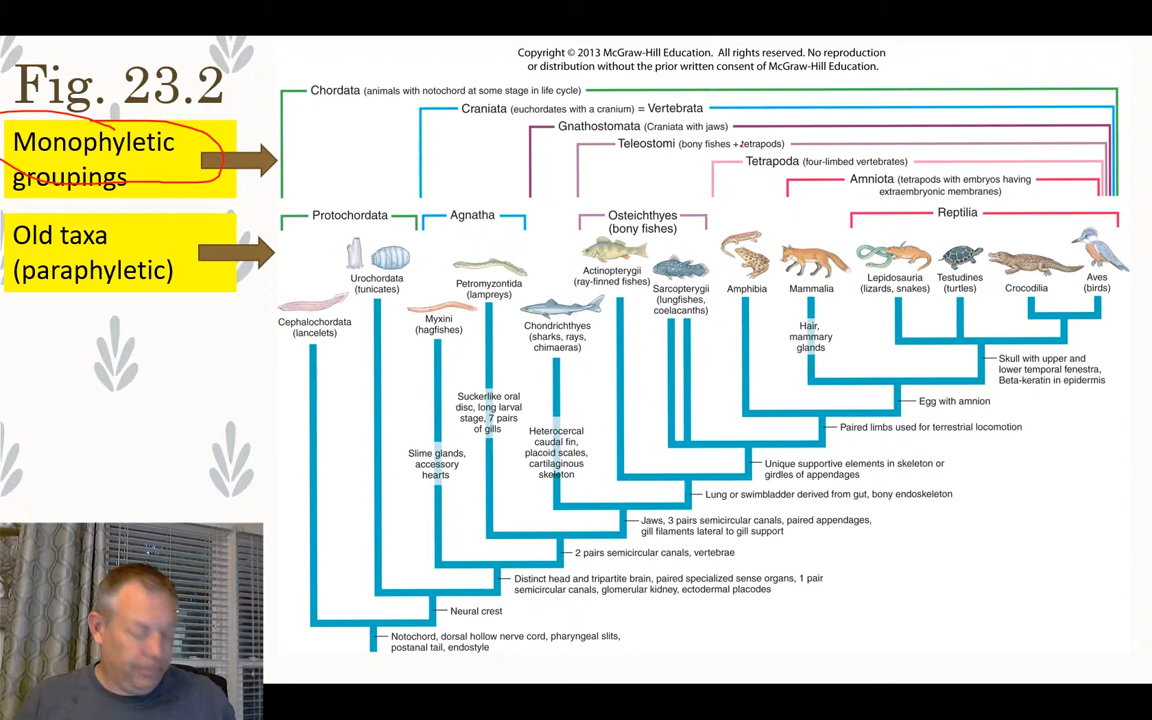 Copyright © 2013 McGraw-Hill Education. All rights reserved. No reproduction
or distribution without the prior written consent of McGraw-Hill Education.
Fig. 23.2
Monophyletic
groupings
Old taxa
(paraphyletic)
Chordata (animals with notochord at some stage in life cycle)
Craniata (euchordates with a cranium) = Vertebrata
Gnathostomata (Craniata with jaws)
Teleostomi (bony fishes + tetrapods)
Tetrapoda (four-limbed vertebrates)
Amniota (tetrapods with embryos having
extraembryonic membranes)
Protochordata
Agnatha
Osteichthyes
(bony fishes)
Reptilia
Cephalochordata
(lancelets)
Urochordata
(tunicates)
Myxini
(hagfishes)
Petromyzontida
(lampreys)
Chondrichthyes
(sharks, rays,
chimaeras)
Actinopterygii
(ray-finned fishes)
Sarcopterygii
(lungfishes,
coelacanths)
Amphibia
Mammalia
Lepidosauria
(lizards, snakes)
Testudines
(turtles)
Crocodilia
Aves
(birds)
Hair,
mammary
glands
Skull with upper and
lower temporal fenestra,
Beta-keratin in epidermis
Egg with amnion
Suckerlike oral
disc, long larval
stage, 7 pairs
of gills
Heterocercal
caudal fin,
placoid scales,
cartilaginous
skeleton
Slime glands,
accessory
hearts
Paired limbs used for terrestrial locomotion
Unique supportive elements in skeleton or
girdles of appendages
Lung or swimbladder derived from gut, bony endoskeleton
Jaws, 3 pairs semicircular canals, paired appendages,
gill filaments lateral to gill support
2 pairs semicircular canals, vertebrae
Distinct head and tripartite brain, paired specialized sense organs, 1 pair
semicircular canals, glomerular kidney, ectodermal placodes
Neural crest
Notochord, dorsal hollow nerve cord, pharyngeal slits,
postanal tail, endostyle